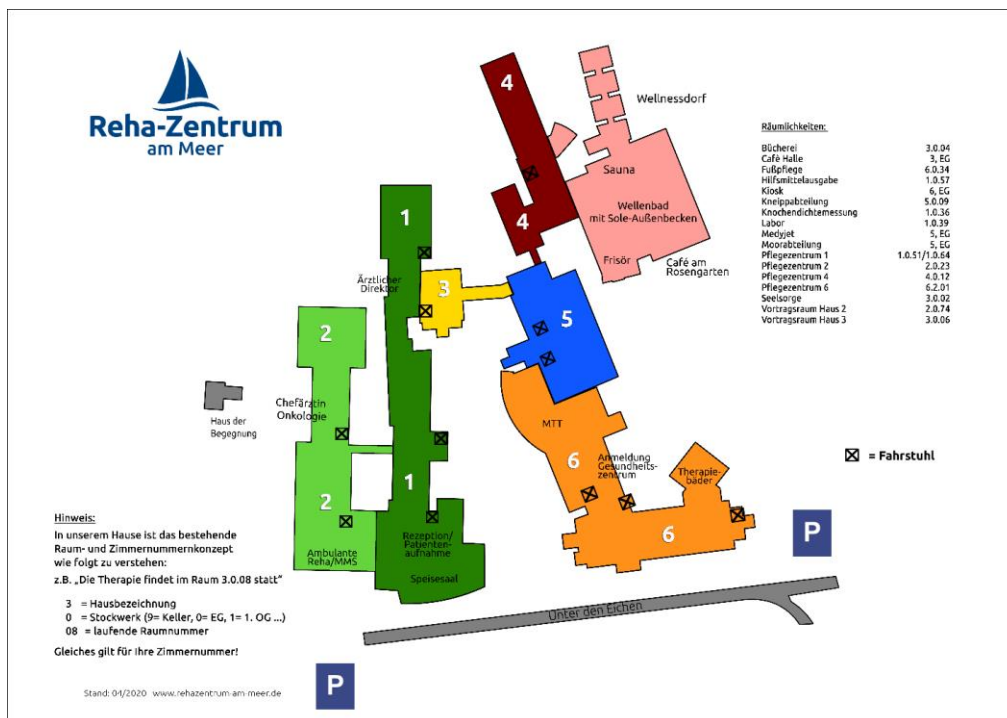 Reha-Zentrum
am Meer
4
Wellnessdorf
Sauna
4
Wellenbad
mit Sole-Außenbecken
Frisör
Café am
Rosengarten
Räumlichkeiten:
Bücherei 3.0.04
Café Halle 3, EG
Fußpflege 6.0.34
Hilfsmittelausgabe 1.0.57
Kiosk 6, EG
Kneippabteilung 5.0.09
Knochendichtemessung 1.0.36
Labor 1.0.39
Medyjet 5, EG
Moorabteilung 5, EG
Pflegezentrum 1 1.0.51/1.0.64
Pflegezentrum 2 2.0.23
Pflegezentrum 4 4.0.12
Pflegezentrum 6 6.2.01
Seelsorge 3.0.02
Vortragsraum Haus 2 2.0.74
Vortragsraum Haus 3 3.0.06
1
Ärztlicher
Direktor
3
5
2
Chefärztin
Onkologie
Haus der
Begegnung
MTT
6
Anmeldung
Gesundheits-
zentrum
Therapie-
bäder
= Fahrstuhl
1
2
6
P
Ambulante
Reha/MMS
Rezeption/
Patienten-
aufnahme
Speisesaal
Unter den Eichen
Hinweis:
In unserem Hause ist das bestehende
Raum- und Zimmernummernkonzept
wie folgt zu verstehen:
z.B. „Die Therapie findet im Raum 3.0.08 statt“
3 = Hausbezeichnung
0 = Stockwerk (9= Keller, 0= EG, 1= 1. OG ...)
08 = laufende Raumnummer
Gleiches gilt für Ihre Zimmernummer!
P
Stand: 04/2020 www.rehazentrum-am-meer.de